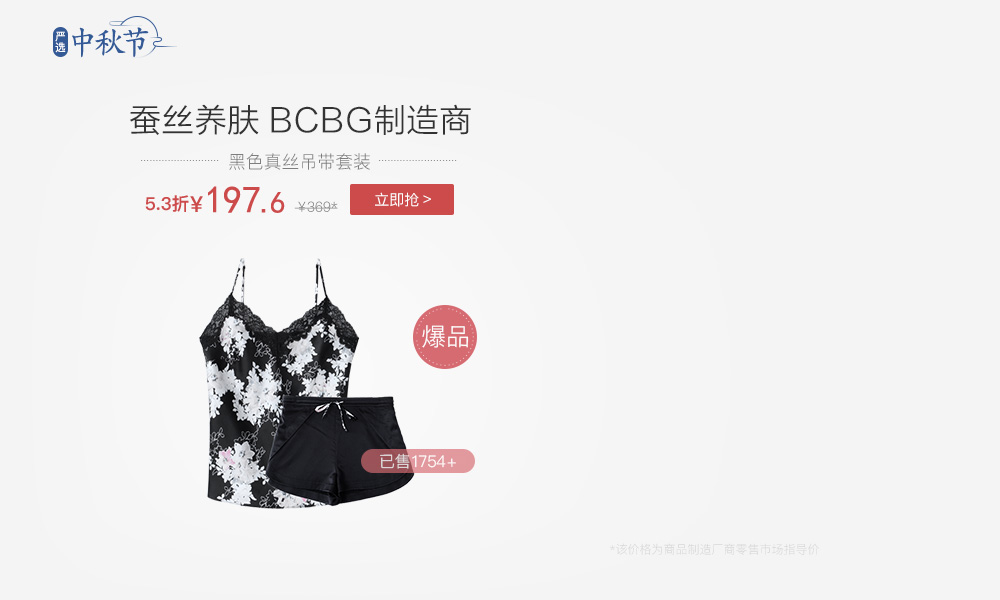 严选 中秋节
蚕丝养肤 BCBG制造商
黑色真丝吊带套装
5.3折¥197.6 ¥369* 立即抢 >
爆品
已售1754+
*该价格为商品制造厂商零售市场指导价